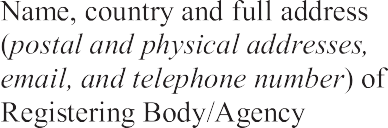 Name, country and full address
(postal and physical addresses,
email, and telephone number) of
Registering Body/Agency